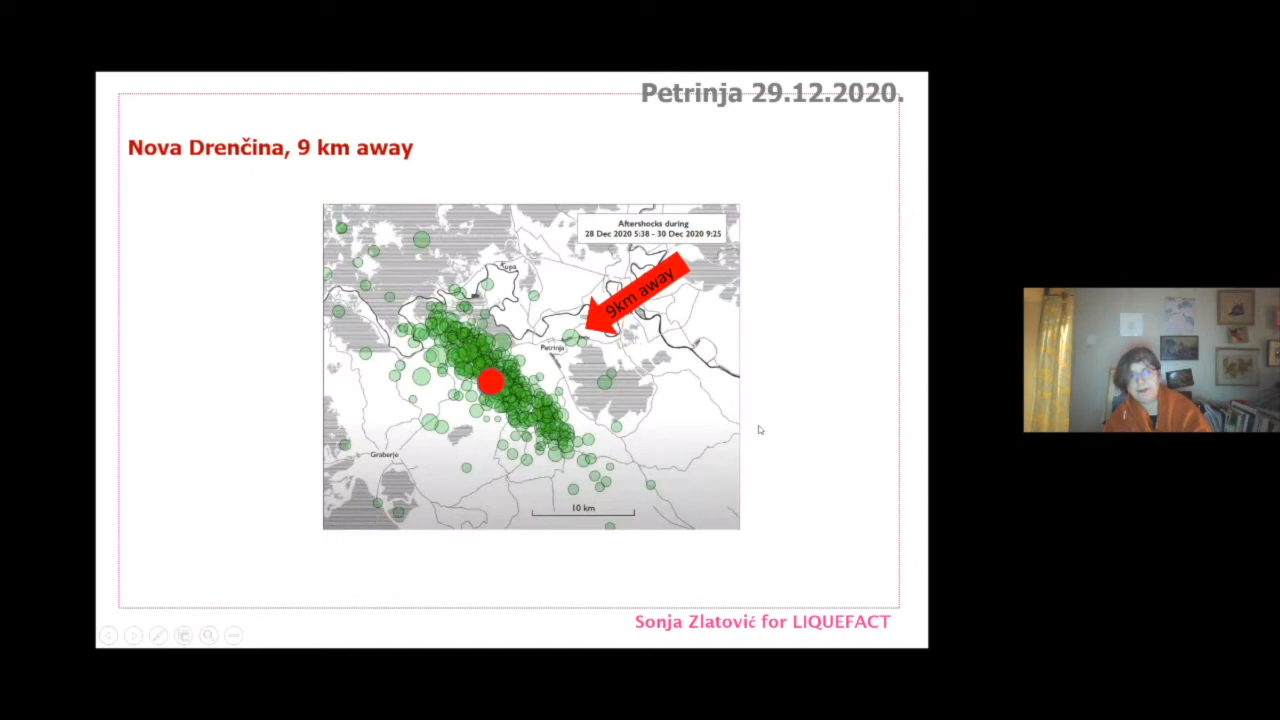 Petrinja 29.12.2020.
Nova Drenčina, 9 km away
Aftershocks during
28 Dec 2020 5:38 - 30 Dec 2020 9:25
Kupa
9km away
Petrinja
Graberje
10 km
Sonja Zlatović for LIQUEFACT